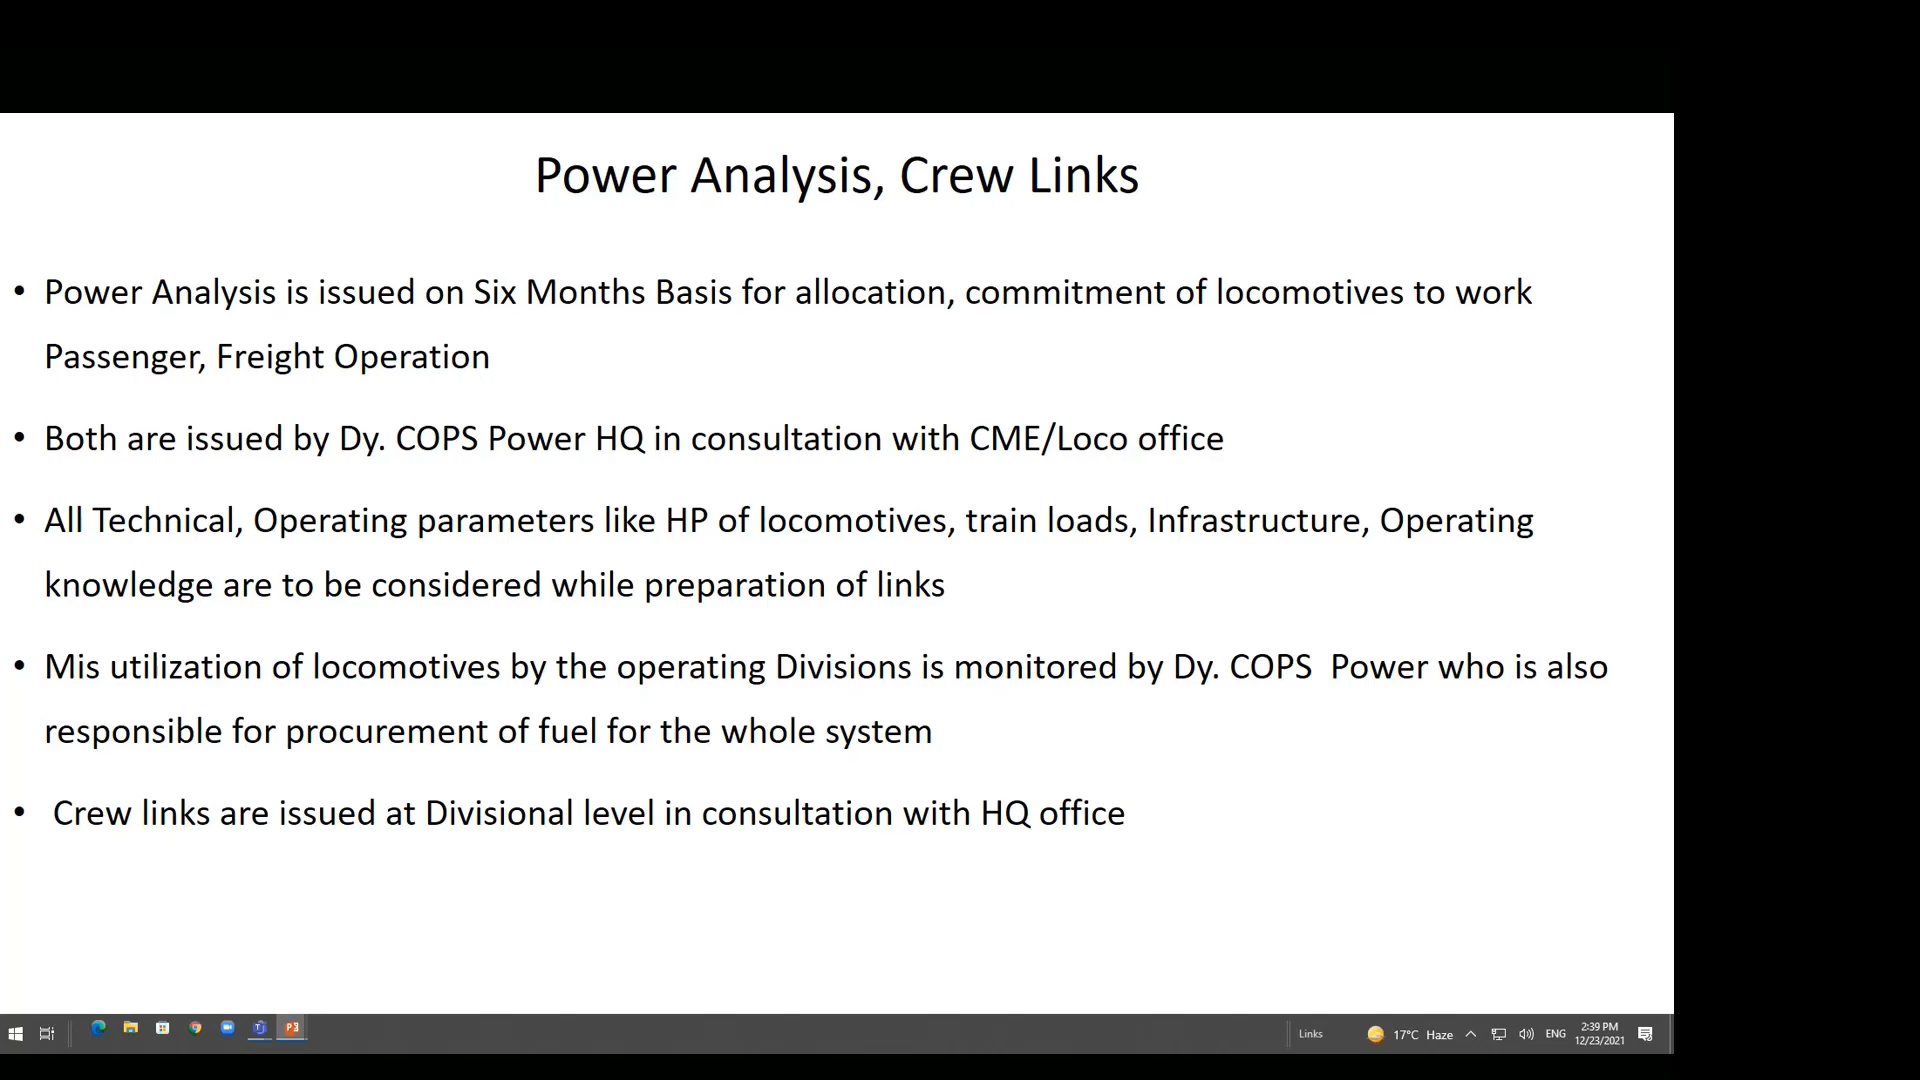 Power Analysis, Crew Links
• Power Analysis is issued on Six Months Basis for allocation, commitment of locomotives to work
Passenger, Freight Operation
• Both are issued by Dy. COPS Power HQ in consultation with CME/Loco office
• All Technical, Operating parameters like HP of locomotives, train loads, Infrastructure, Operating
knowledge are to be considered while preparation of links
• Mis utilization of locomotives by the operating Divisions is monitored by Dy. COPS  Power who is also
responsible for procurement of fuel for the whole system
• Crew links are issued at Divisional level in consultation with HQ office
Links
17°C Haze
ENG
2:39 PM
12/23/2021